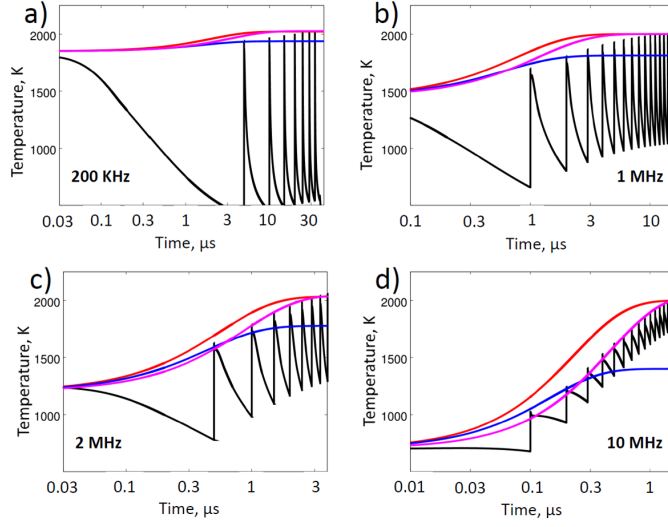 a)
b)
2000
1500
1000
Temperature, K
200 KHz
0.03 0.1 0.3 1 3 10 30
Time, µs
2000
1500
1000
Temperature, K
1 MHz
0.1 0.3 1 3 10
Time, µs
c)
d)
2000
1500
1000
Temperature, K
2 MHz
0.03 0.1 0.3 1 3
Time, µs
2000
1500
1000
Temperature, K
10 MHz
0.01 0.03 0.1 0.3 1
Time, µs